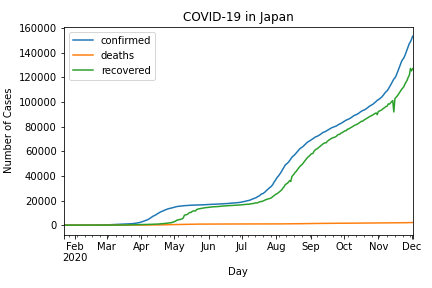 COVID-19 in Japan
confirmed
deaths
recovered
Number of Cases
160000
140000
120000
100000
80000
60000
40000
20000
0
Feb Mar Apr May Jun Jul Aug Sep Oct Nov Dec
2020
Day